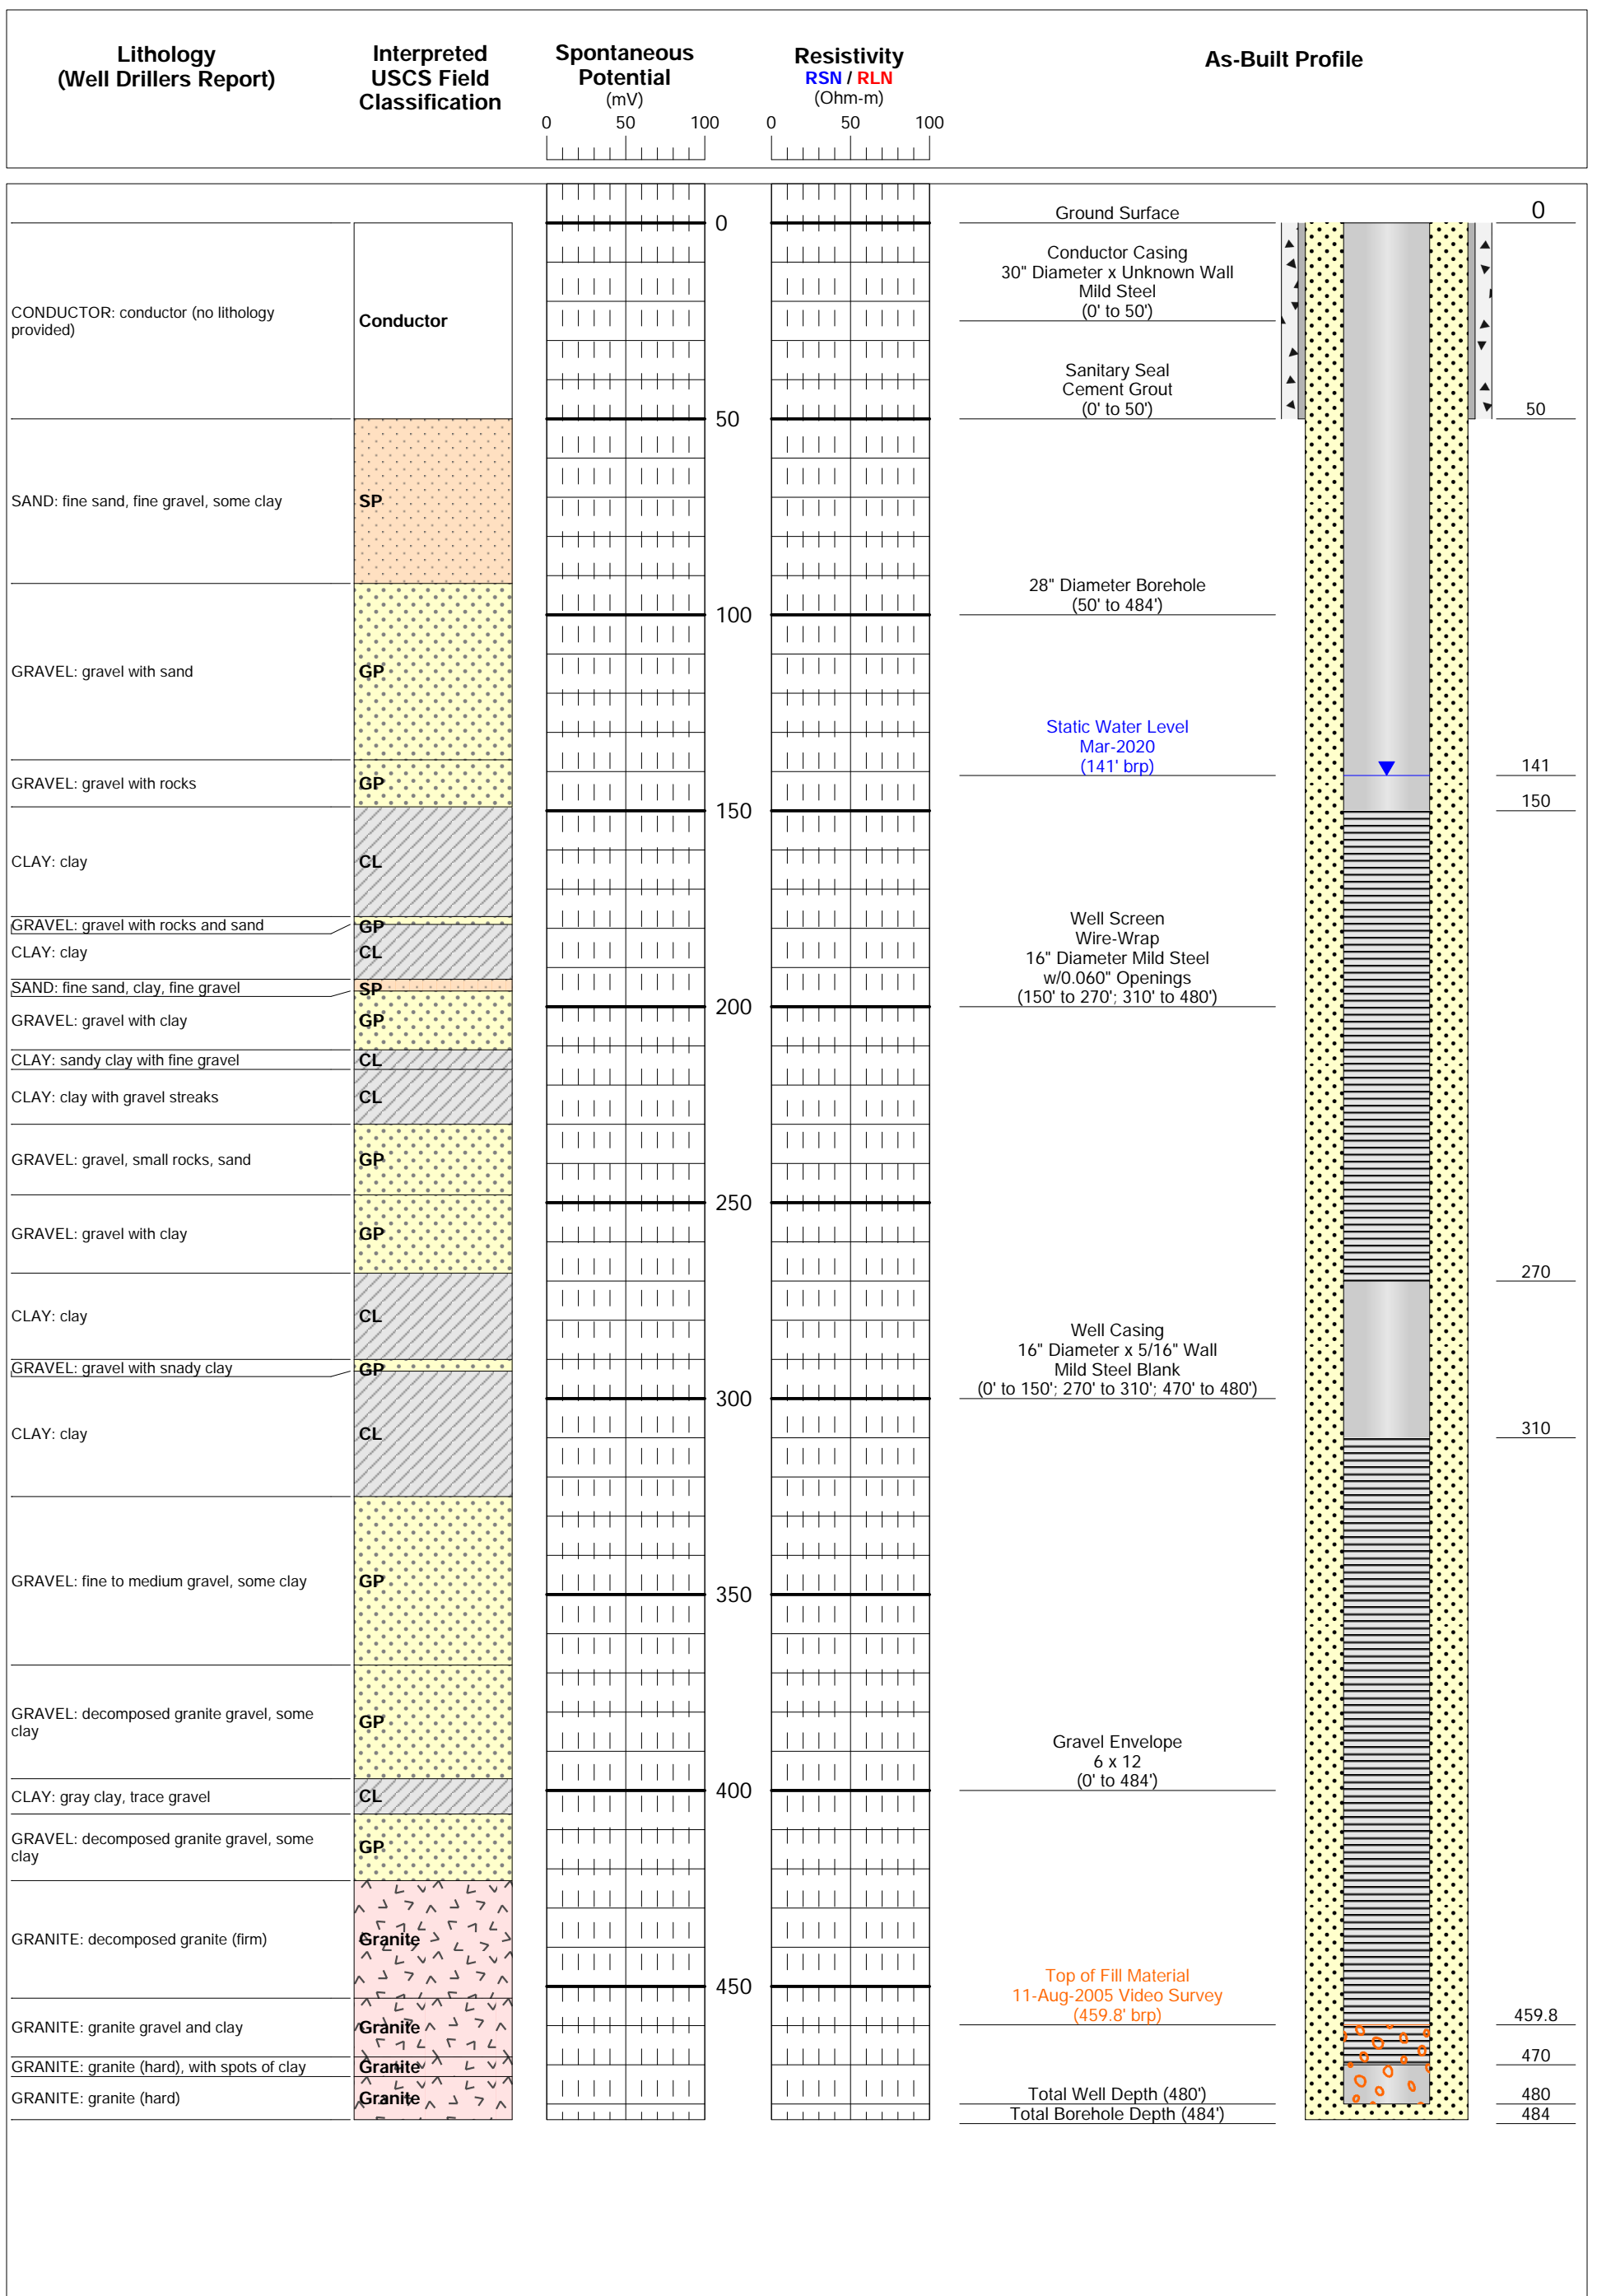 Lithology
(Well Drillers Report)
Interpreted
USCS Field
Classification
Spontaneous
Potential
(mV)
0 50 100
Resistivity
RSN / RLN
(Ohm-m)
0 50 100
As-Built Profile
CONDUCTOR: conductor (no lithology
provided)
SAND: fine sand, fine gravel, some clay
GRAVEL: gravel with sand
GRAVEL: gravel with rocks
CLAY: clay
GRAVEL: gravel with rocks and sand
CLAY: clay
SAND: fine sand, clay, fine gravel
GRAVEL: gravel with clay
CLAY: sandy clay with fine gravel
CLAY: clay with gravel streaks
GRAVEL: gravel, small rocks, sand
GRAVEL: gravel with clay
CLAY: clay
GRAVEL: gravel with snady clay
CLAY: clay
GRAVEL: fine to medium gravel, some clay
GRAVEL: decomposed granite gravel, some
clay
CLAY: gray clay, trace gravel
GRAVEL: decomposed granite gravel, some
clay
GRANITE: decomposed granite (firm)
GRANITE: granite gravel and clay
GRANITE: granite (hard), with spots of clay
GRANITE: granite (hard)
Conductor
SP
GP
GP
CL
GP
CL
SP
GP
CL
CL
GP
GP
CL
GP
CL
GP
GP
CL
GP
Granite
Granite
Granite
Granite
0
50
100
150
200
250
300
350
400
450
Ground Surface
Conductor Casing
30" Diameter x Unknown Wall
Mild Steel
(0' to 50')
Sanitary Seal
Cement Grout
(0' to 50')
28" Diameter Borehole
(50' to 484')
Static Water Level
Mar-2020
(141' brp)
Well Screen
Wire-Wrap
16" Diameter Mild Steel
w/0.060" Openings
(150' to 270'; 310' to 480')
Well Casing
16" Diameter x 5/16" Wall
Mild Steel Blank
(0' to 150'; 270' to 310'; 470' to 480')
Gravel Envelope
6 x 12
(0' to 484')
Top of Fill Material
11-Aug-2005 Video Survey
(459.8' brp)
Total Well Depth (480')
Total Borehole Depth (484')
0
50
141
150
270
310
459.8
470
480
484